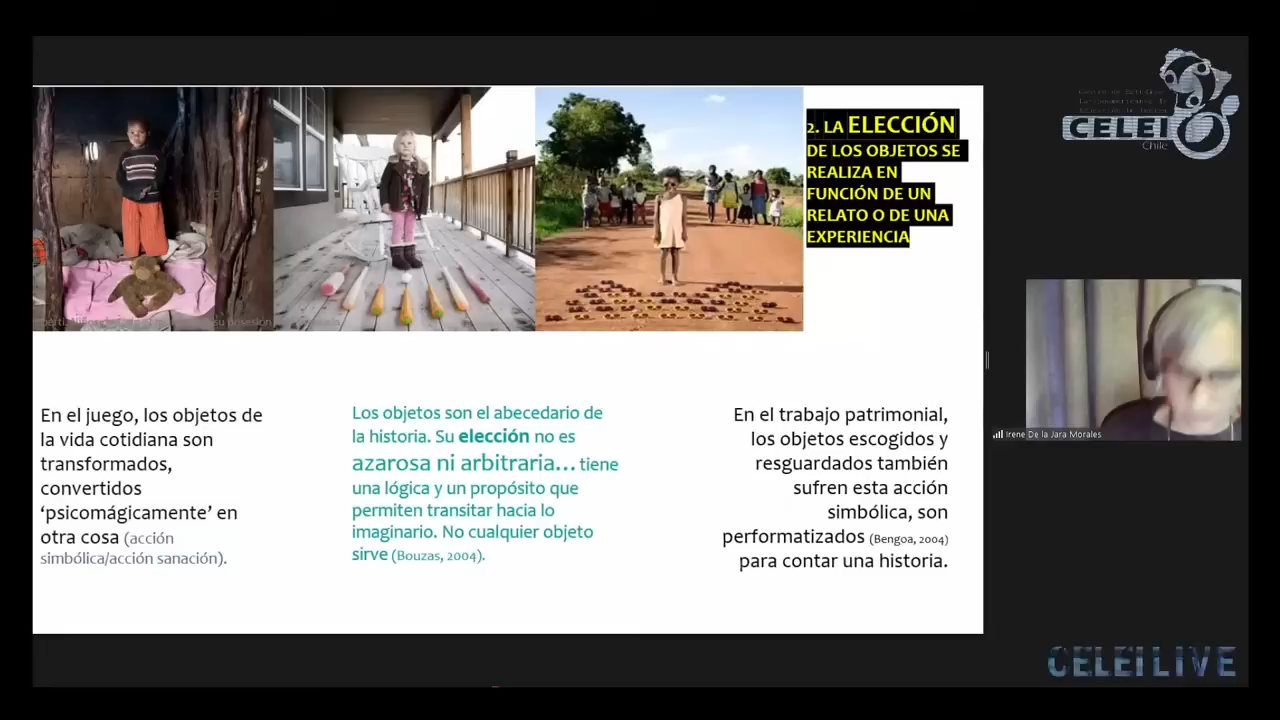 CELEI
Chile
2. LA ELECCIÓN
DE LOS OBJETOS SE
REALIZA EN
FUNCIÓN DE UN
RELATO O DE UNA
EXPERIENCIA
su posesión
En el juego, los objetos de
la vida cotidiana son
transformados,
convertidos
‘psicomágicamente’ en
otra cosa (acción
simbólica/acción sanación).
Los objetos son el abecedario de
la historia. Su elección no es
azarosa ni arbitraria... tiene
una lógica y un propósito que
permiten transitar hacia lo
imaginario. No cualquier objeto
sirve (Bouzas, 2004).
En el trabajo patrimonial,
los objetos escogidos y
resguardados también
sufren esta acción
simbólica, son
performatizados (Bengoa, 2004)
para contar una historia.
Irene De la Jara Morales
CELEI LIVE